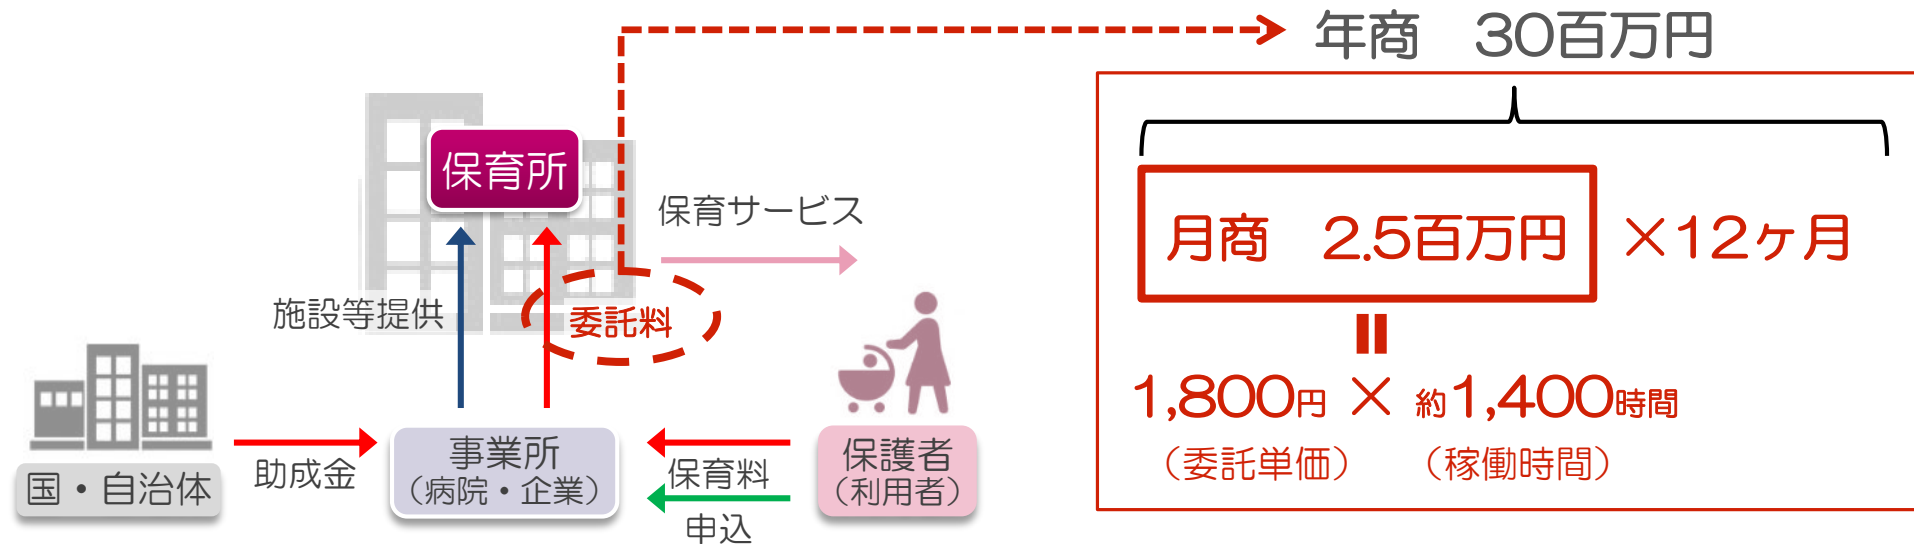 年商　30百万円
保育所
保育サービス
月商　2.5百万円
×12ヶ月
施設等提供
委託料
1,800円 × 約1,400時間
（委託単価）
（稼働時間）
国・自治体
助成金
事業所
（病院・企業）
保育料
申込
保護者
（利用者）